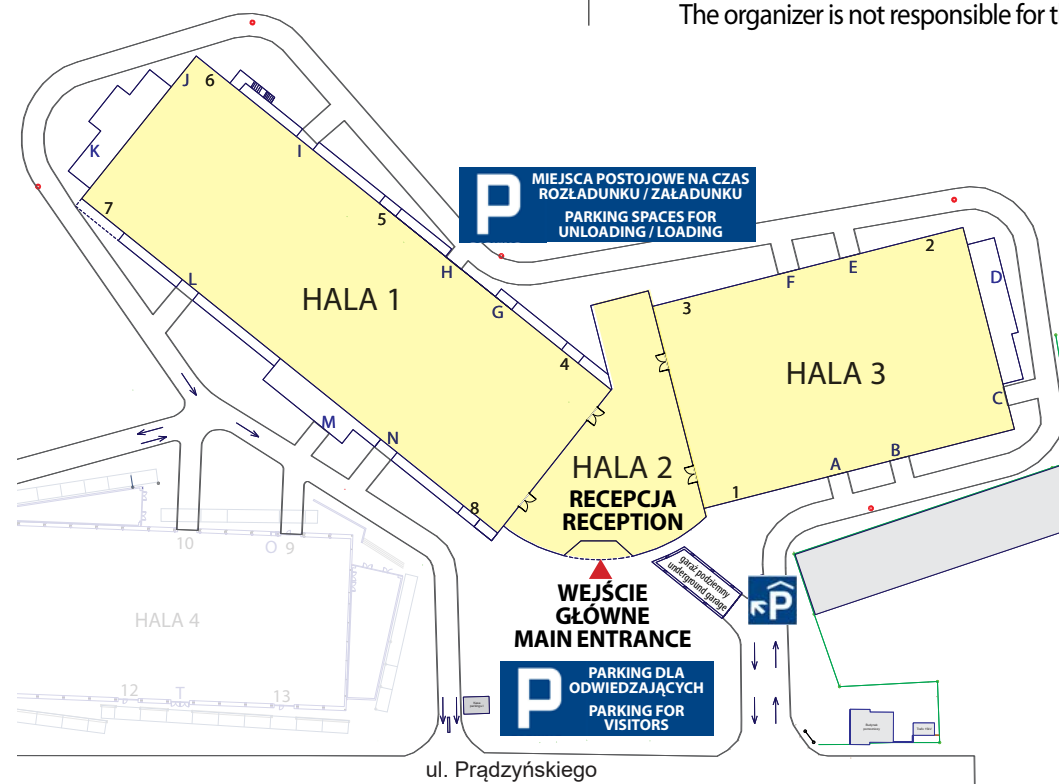 The organizer is not responsible for t
J
6
K
I
MIEJSCA POSTOJOWE NA CZAS
ROZŁADUNKU / ZAŁADUNKU
PARKING SPACES FOR
UNLOADING / LOADING
P
7
5
H
L
G
HALA 1
4
3
F
E
2
D
HALA 3
C
M
N
8
HALA 2
RECEPCJA
RECEPTION
1
A
B
10
O
9
HALA 4
12
T
13
garaż podziemny
underground garage
P
WEJŚCIE
GŁÓWNE
MAIN ENTRANCE
P
PARKING DLA
ODWIEDZAJĄCYCH
PARKING FOR
VISITORS
ul. Prądzyńskiego